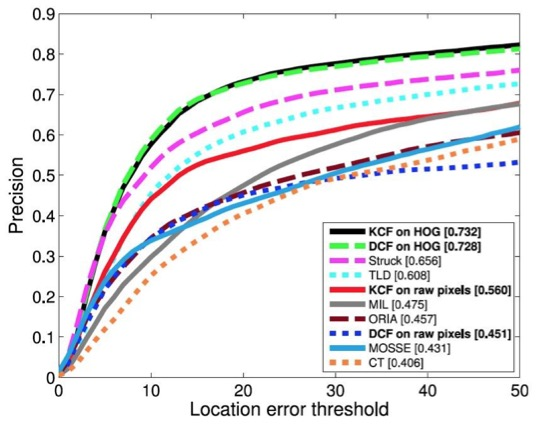 0.9
0.8
0.7
0.6
0.5
0.4
0.3
0.2
0.1
0
Precision
KCF on HOG [0.732]
DCF on HOG [0.728]
Struck [0.656]
TLD [0.608]
KCF on raw pixels [0.560]
MIL [0.475]
ORIA [0.457]
DCF on raw pixels [0.451]
MOSSE [0.431]
CT [0.406]
0 10 20 30 40 50
Location error threshold